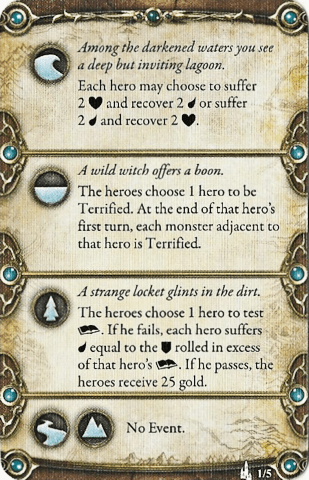 Among the darkened waters you see
a deep but inviting lagoon.
Each hero may choose to suffer
2 and recover 2 or suffer
2 and recover 2 .
A wild witch offers a boon.
The heroes choose 1 hero to be
Terrified. At the end of that hero's
first turn, each monster adjacent to
that hero is Terrified.
A strange locket glints in the dirt.
The heroes choose 1 hero to test
. If he fails, each hero suffers
equal to the rolled in excess
of that hero's . If he passes, the
heroes receive 25 gold.
No Event.
1/5